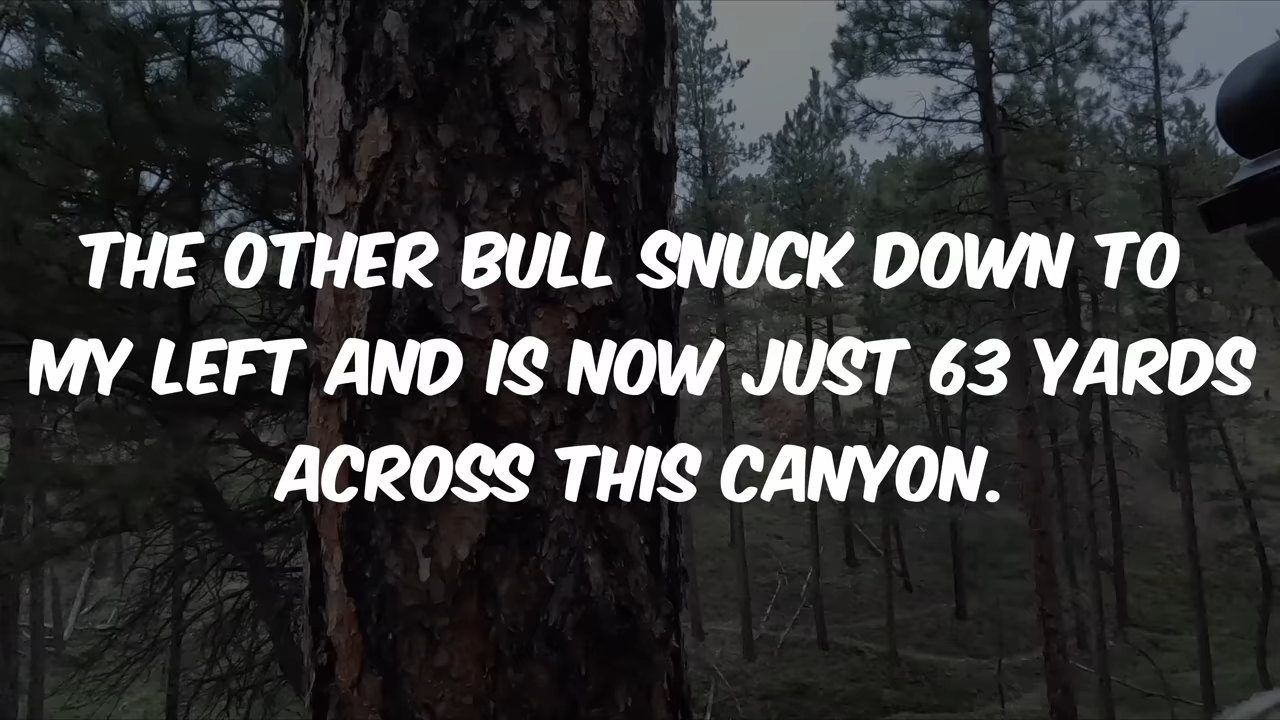 THE OTHER BULL SNUCK DOWN TO
MY LEFT AND IS NOW JUST 63 YARDS
ACROSS THIS CANYON.